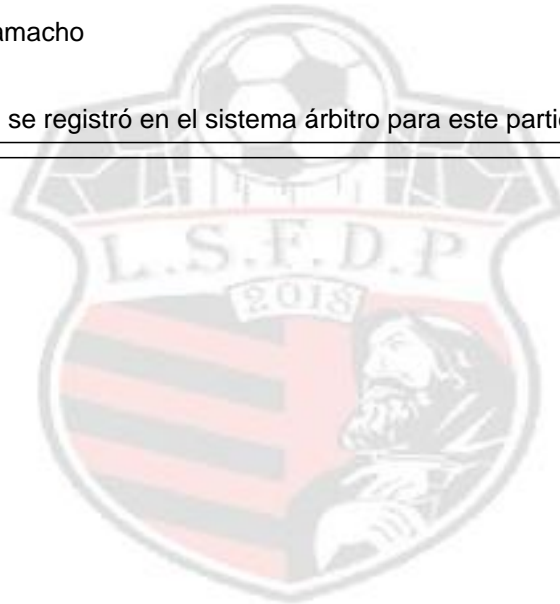 amacho
se registró en el sistema árbitro para este parti
L.S.F.D.P
2018